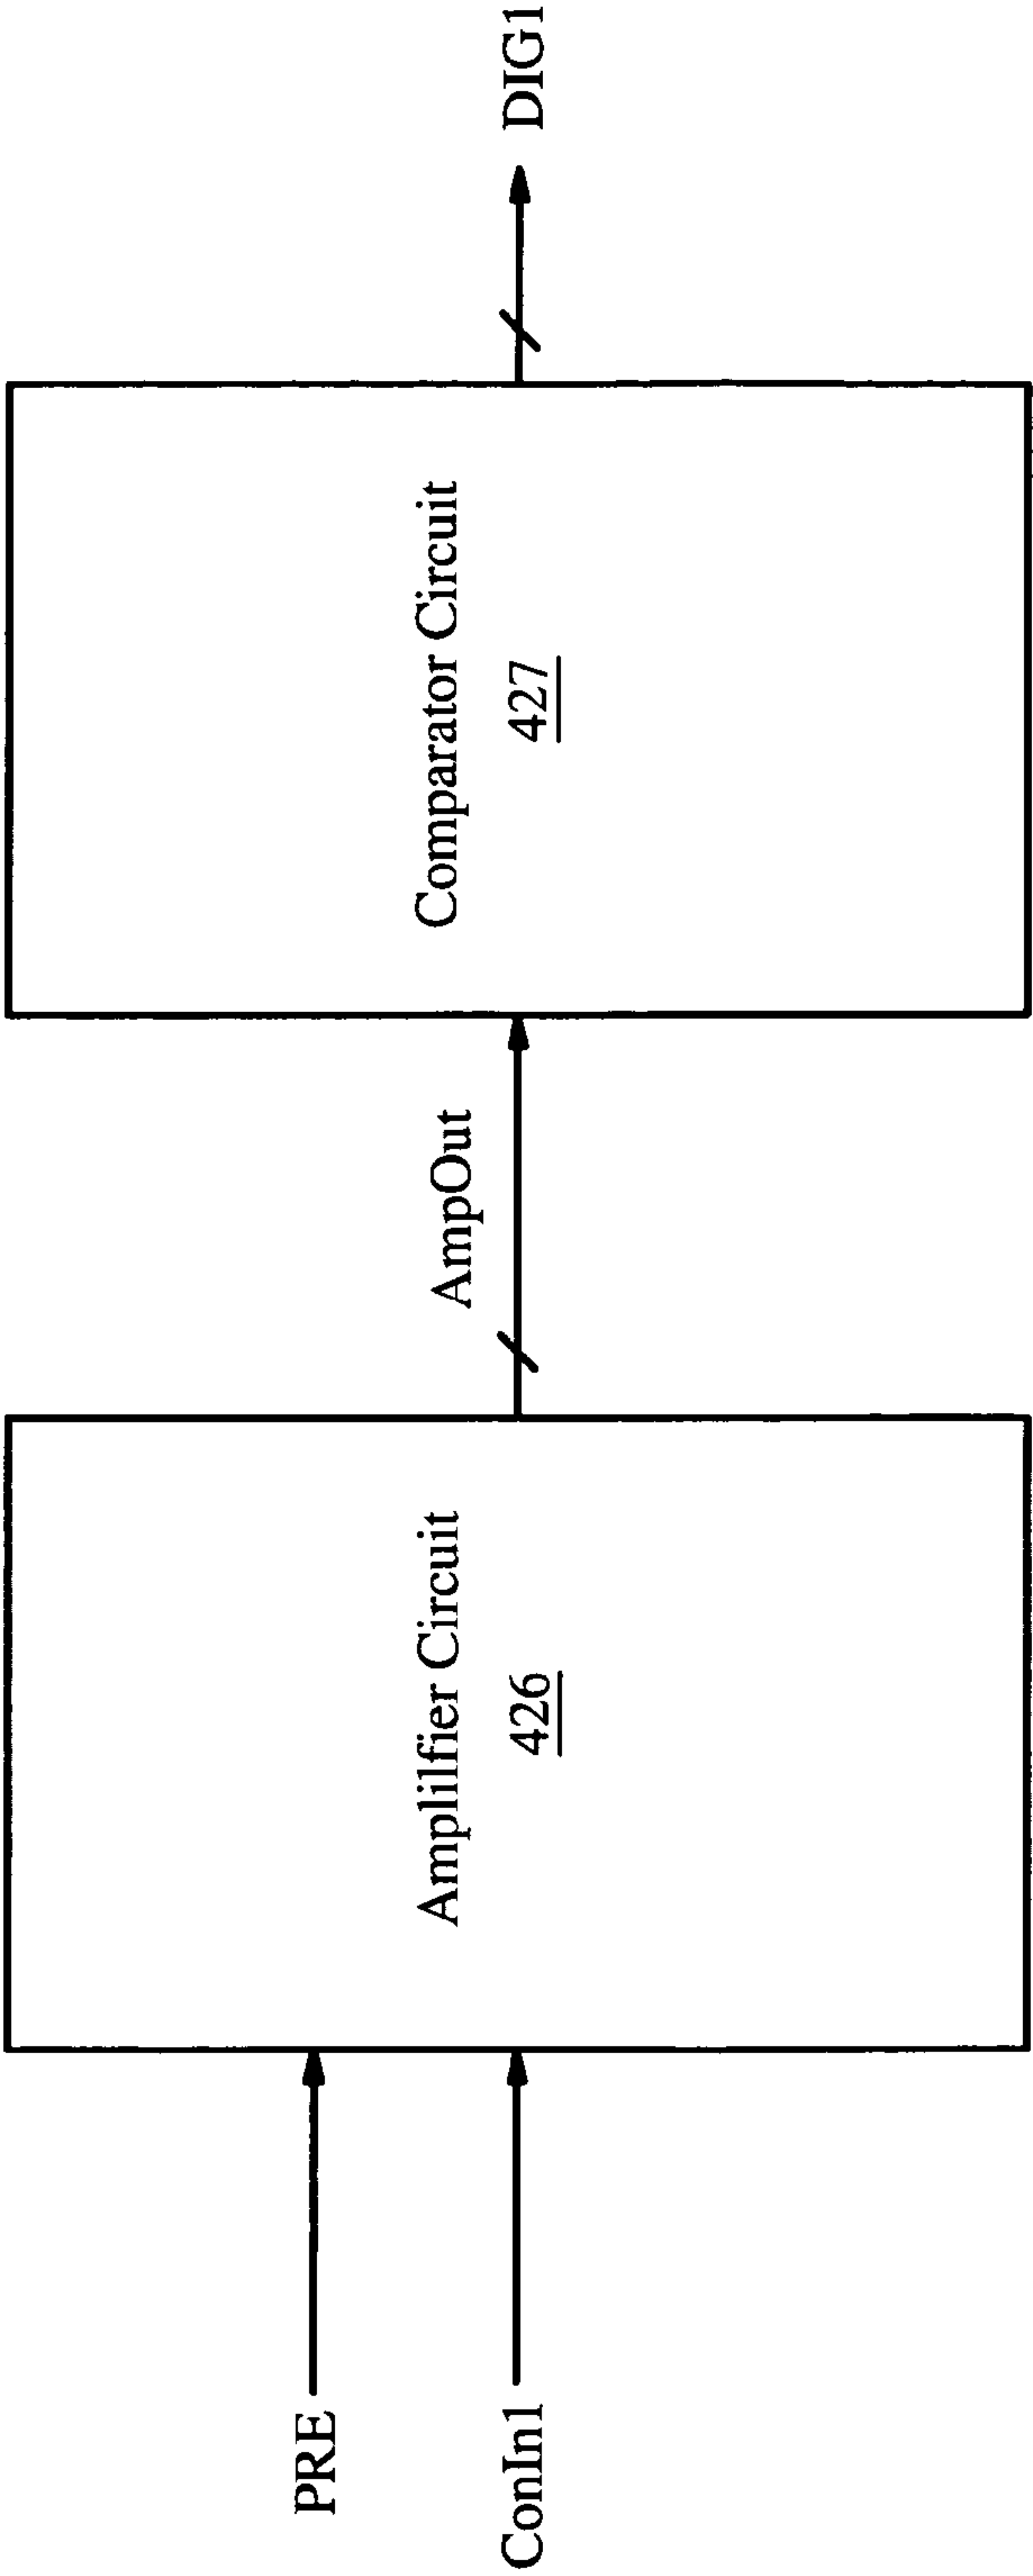 PRE
ConIn1
Amplilfier Circuit
426
AmpOut
Comparator Circuit
427
DIG1